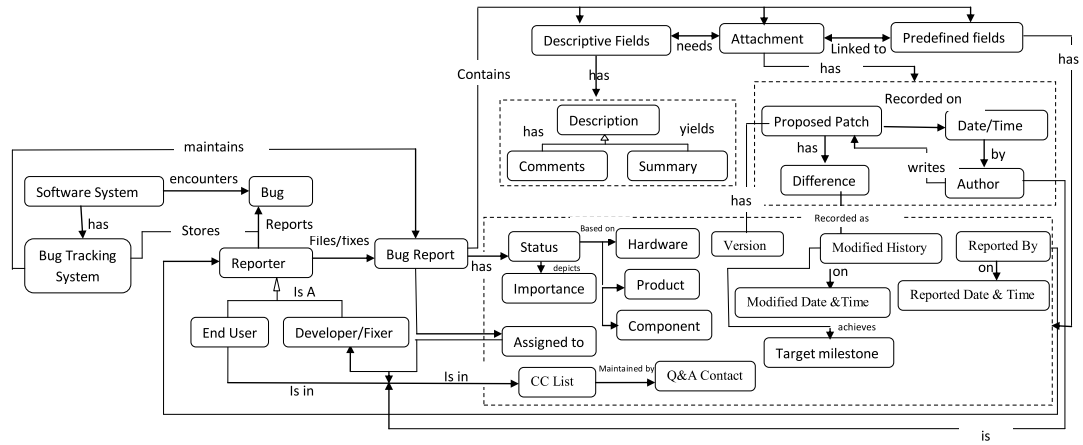 Descriptive Fields
needs
Attachment
Linked to
Predefined fields
has
Contains
has
has
Recorded on
Description
has
yields
Comments
Summary
Proposed Patch
Date/Time
has
by
writes
Difference
Author
maintains
Software System
encounters
Bug
has
Stores
Reports
Bug Tracking
System
Reporter
Files/fixes
Bug Report
has
Is A
End User
Developer/Fixer
Status
Based on
Hardware
depicts
Importance
Product
Component
Assigned to
has
Version
Recorded as
Modified History
Reported By
on
on
Modified Date &Time
Reported Date & Time
achieves
Target milestone
Is in
Is in
CC List
Maintained by
Q&A Contact
is